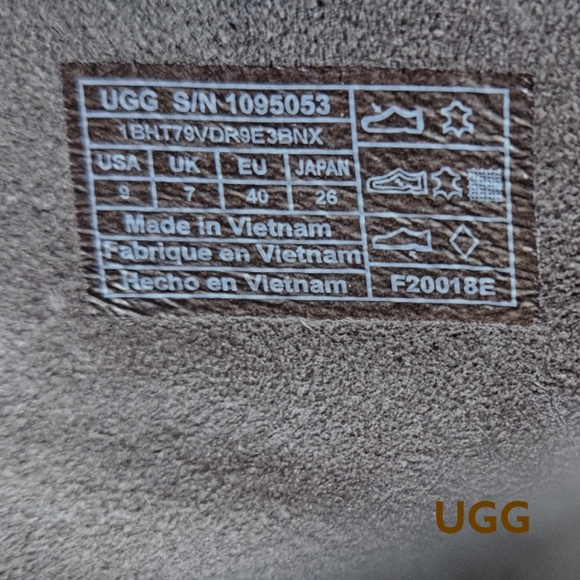 UGG S/N 1095053
1BHT79VDR9E3BNX
USA UK EU JAPAN
9 7 40 26
Made in Vietnam
Fabrique en Vietnam
Hecho en Vietnam
F20018E
UGG